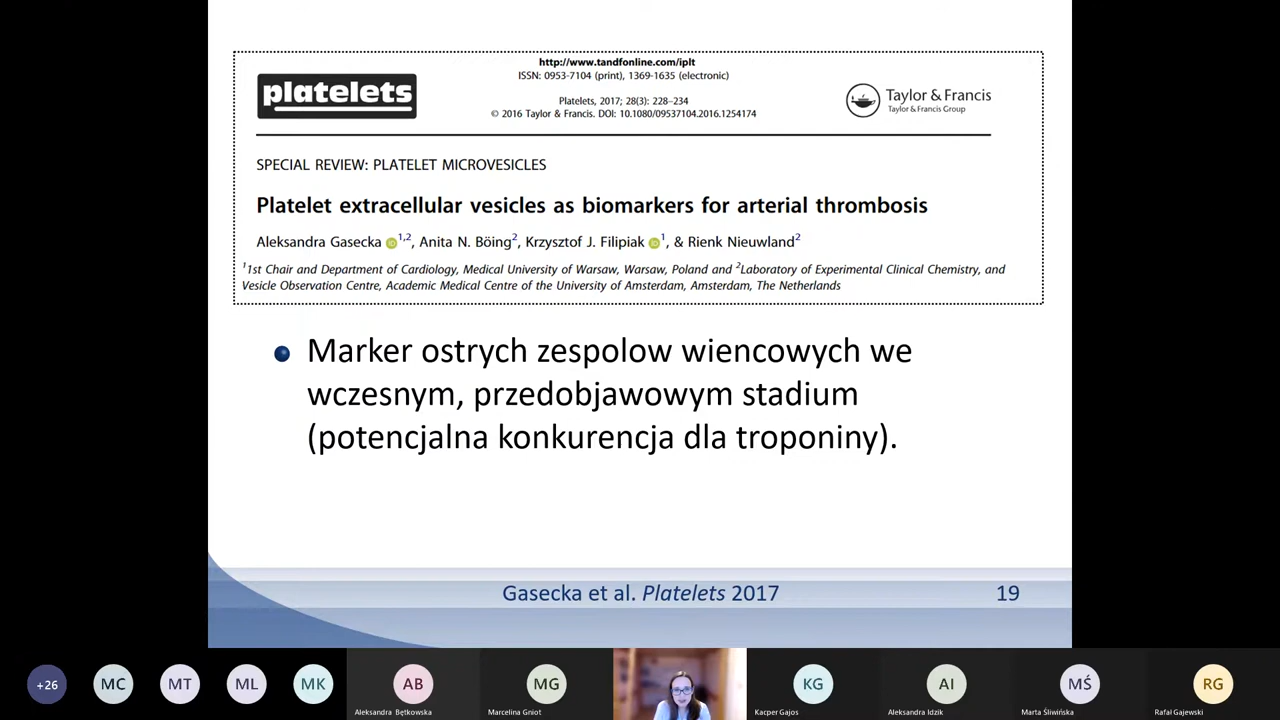 http://www.tandfonline.com/iplt
ISSN: 0953-7104 (print), 1369-1635 (electronic)
platelets
Platelets, 2017; 28(3): 228–234
© 2016 Taylor & Francis. DOI: 10.1080/09537104.2016.1254174
Taylor & Francis
Taylor & Francis Group
SPECIAL REVIEW: PLATELET MICROVESICLES
Platelet extracellular vesicles as biomarkers for arterial thrombosis
Aleksandra Gasecka iD 1,2, Anita N. Böing2, Krzysztof J. Filipiak iD 1, & Rienk Nieuwland2
1 1st Chair and Department of Cardiology, Medical University of Warsaw, Warsaw, Poland and 2Laboratory of Experimental Clinical Chemistry, and
Vesicle Observation Centre, Academic Medical Centre of the University of Amsterdam, Amsterdam, The Netherlands
Marker ostrych zespolow wiencowych we
wczesnym, przedobjawowym stadium
(potencjalna konkurencja dla troponiny).
Gasecka et al. Platelets 2017
19
+26
MC
MT
ML
MK
AB
Aleksandra Bętkowska
MG
Marcelina Gniot
KG
Kacper Gajos
AI
Aleksandra Idzik
MŚ
Marta Śliwińska
RG
Rafał Gajewski